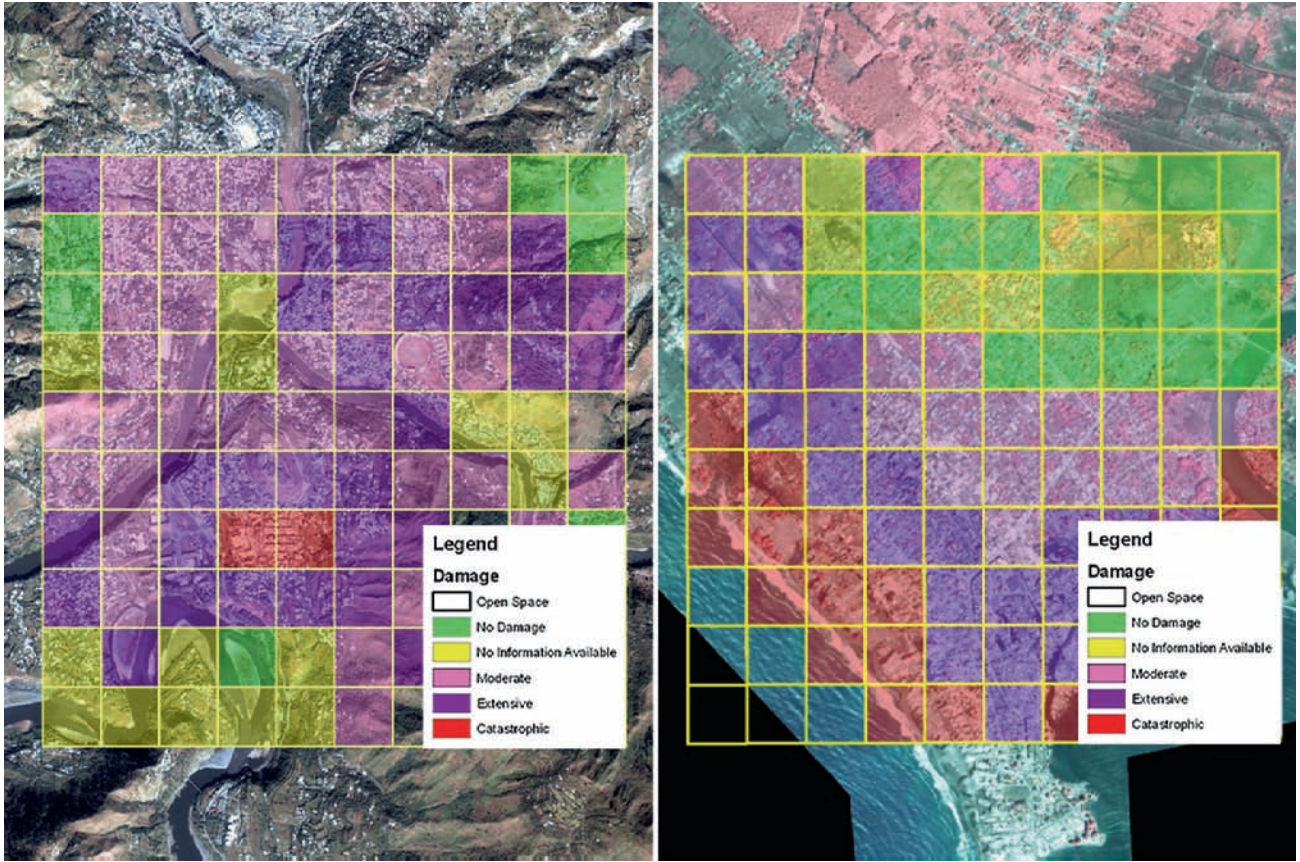 Legend
Damage
Open Space
No Damage
No Information Available
Moderate
Extensive
Catastrophic
Legend
Damage
Open Space
No Damage
No Information Available
Moderate
Extensive
Catastrophic